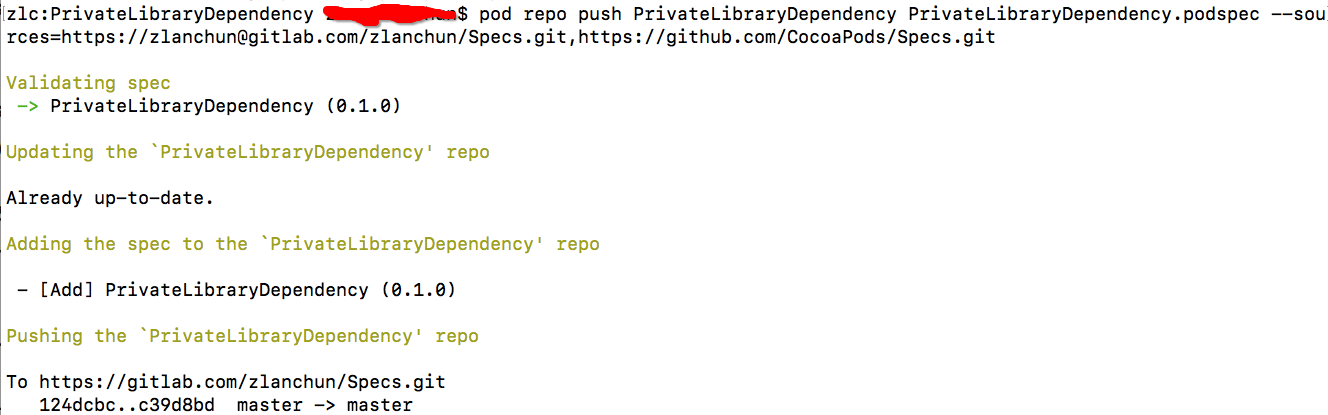 zlc:PrivateLibraryDependency $ pod repo push PrivateLibraryDependency PrivateLibraryDependency.podspec --sou
rces=https://zlanchun@gitlab.com/zlanchun/Specs.git,https://github.com/CocoaPods/Specs.git
Validating spec
-> PrivateLibraryDependency (0.1.0)
Updating the `PrivateLibraryDependency' repo
Already up-to-date.
Adding the spec to the `PrivateLibraryDependency' repo
- [Add] PrivateLibraryDependency (0.1.0)
Pushing the `PrivateLibraryDependency' repo
To https://gitlab.com/zlanchun/Specs.git
124dcbc..c39d8bd master -> master